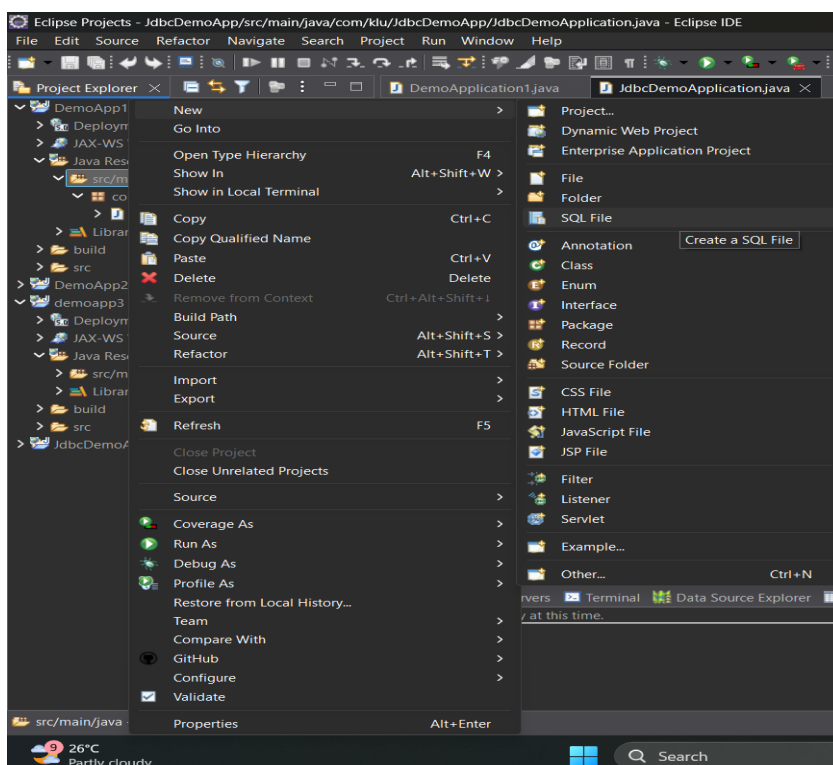 Eclipse Projects - JdbcDemoApp/src/main/java/com/klu/JdbcDemoApp/JdbcDemoApplication.java - Eclipse IDE
File Edit Source Refactor Navigate Search Project Run Window Help
Project Explorer
DemoApplication1.java
JdbcDemoApplication.java
DemoApp1
Deploym
JAX-WS
Java Res
src/m
co
Librar
build
src
DemoApp2
demoapp3
Deploym
JAX-WS
Java Res
src/m
Librar
build
src
JdbcDemoA
New
Go Into
Open Type Hierarchy F4
Show In Alt+Shift+W
Show in Local Terminal
Copy Ctrl+C
Copy Qualified Name
Paste Ctrl+V
Delete Delete
Remove from Context Ctrl+Alt+Shift+↓
Build Path
Source Alt+Shift+S
Refactor Alt+Shift+T
Import
Export
Refresh F5
Close Project
Close Unrelated Projects
Source
Coverage As
Run As
Debug As
Profile As
Restore from Local History...
Team
Compare With
GitHub
Configure
Validate
Properties Alt+Enter
Project...
Dynamic Web Project
Enterprise Application Project
File
Folder
SQL File
Create a SQL File
Annotation
Class
Enum
Interface
Package
Record
Source Folder
CSS File
HTML File
JavaScript File
JSP File
Filter
Listener
Servlet
Example...
Other... Ctrl+N
rvers Terminal Data Source Explorer
y at this time.
src/main/java
9
26°C
Partly cloudy
Search